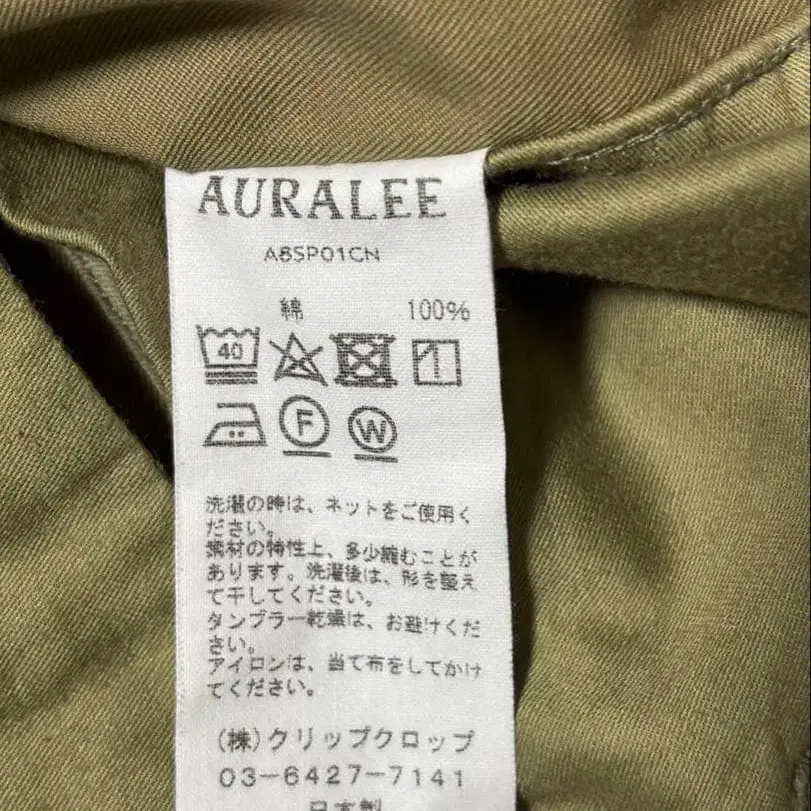 AURALEE
A8SP01CN
綿 100%
40
F W
洗濯の時は、ネットをご使用く
ださい。
素材の特性上、多少縮むことが
あります。洗濯後は、形を整え
て干してください。
タンブラー乾燥は、お避けくだ
さい。
アイロンは、当て布をしてかけ
てください。
(株)クリップクロップ
03-6427-7141
日本製